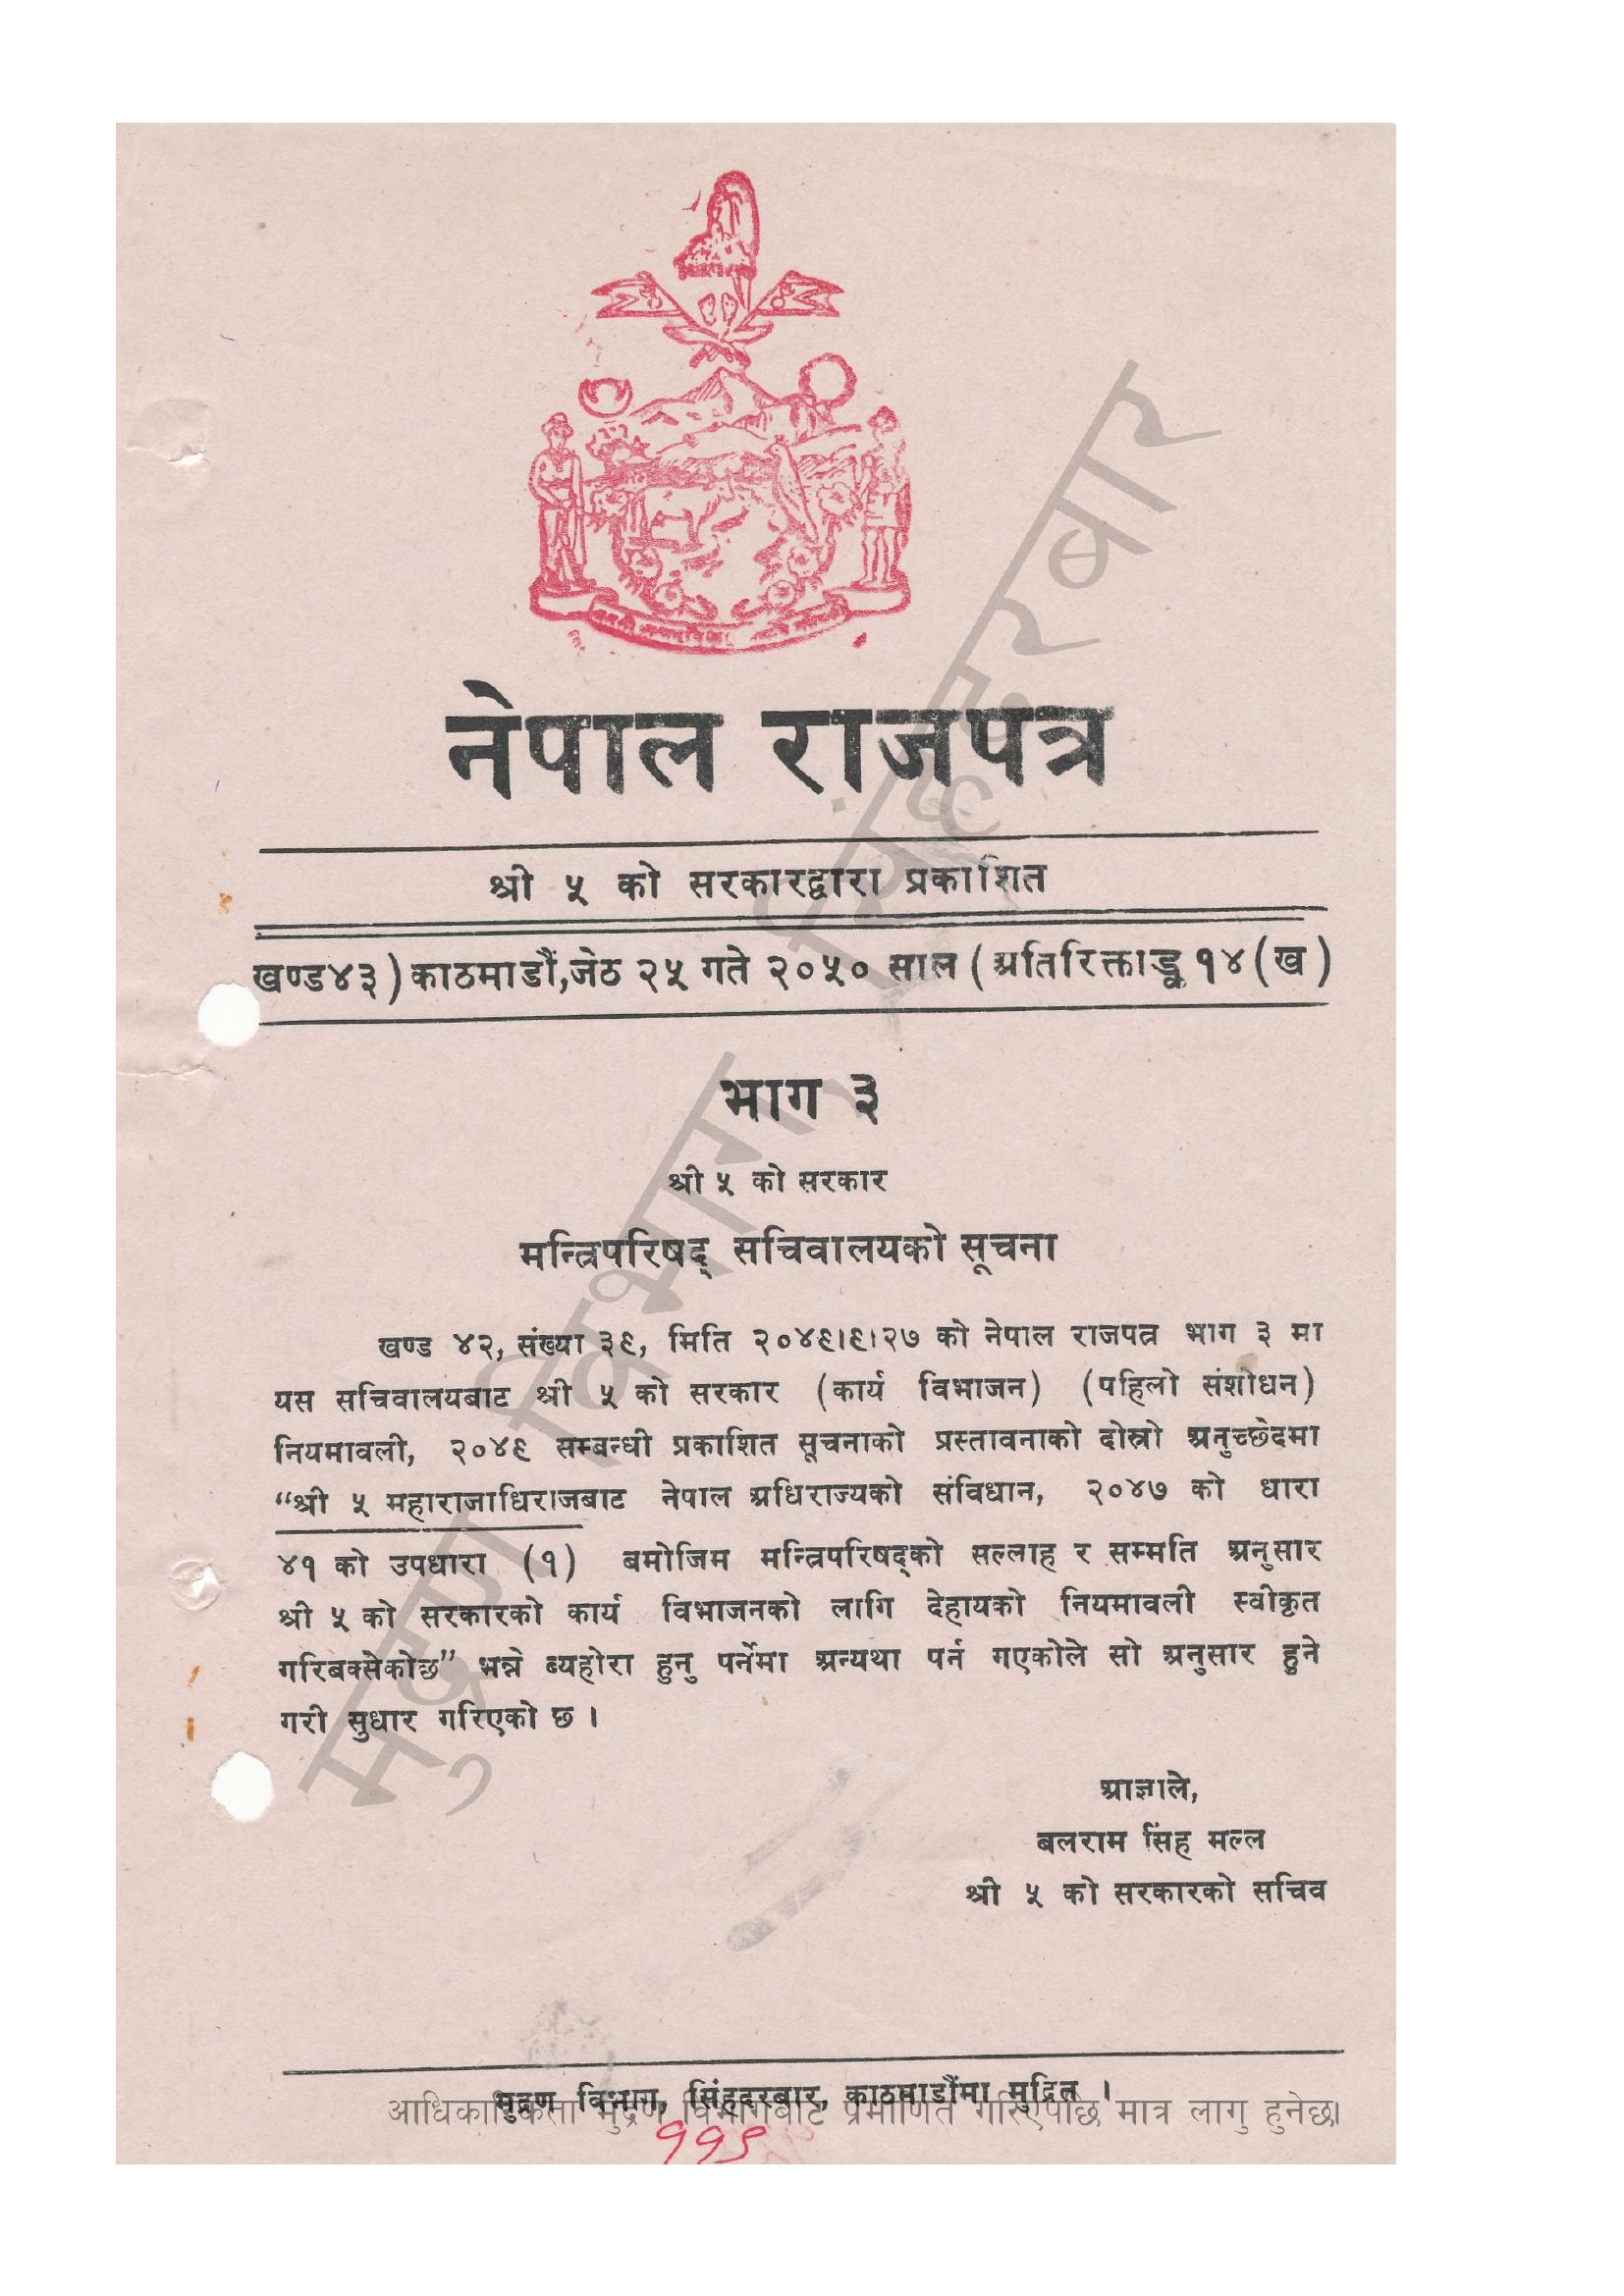 नेपाल राजपत्र
श्री ५ को सरकारद्वारा प्रकाशित
खण्ड४३) काठमाडौं,जेठ २५ गते २०५० साल ( अतिरिक्ताङ्क १४ (ख )
भाग ३
श्री ५ को सरकार
मन्त्रिपरिषद् सचिवालयको सूचना
खण्ड ४२, संख्या ३९, मिति २०४९।९।२७ को नेपाल राजपत्र भाग ३ मा
यस सचिवालयबाट श्री ५ को सरकार (कार्य विभाजन) (पहिलो संशोधन)
नियमावली, २०४९ सम्बन्धी प्रकाशित सूचनाको प्रस्तावनाको दोस्रो अनुच्छेदमा
“श्री ५ महाराजाधिराजबाट नेपाल अधिराज्यको संविधान, २०४७ को धारा
४१ को उपधारा (१) बमोजिम मन्त्रिपरिषद्को सल्लाह र सम्मति अनुसार
श्री ५ को सरकारको कार्य विभाजनको लागि देहायको नियमावली स्वीकृत
गरिबक्सेकोछ” भन्ने ब्यहोरा हुनु पर्नेमा अन्यथा पर्न गएकोले सो अनुसार हुने
गरी सुधार गरिएको छ ।
आज्ञाले,
बलराम सिंह मल्ल
श्री ५ को सरकारको सचिव
मुद्रण विभाग, सिंहदरबार, काठमाडौंमा मुद्रित ।
आधिकारिकता मुद्रण विभागबाट प्रमाणित गरिएपछि मात्र लागु हुनेछ।
११९
मुद्रण विभाग, सिंहदरबार